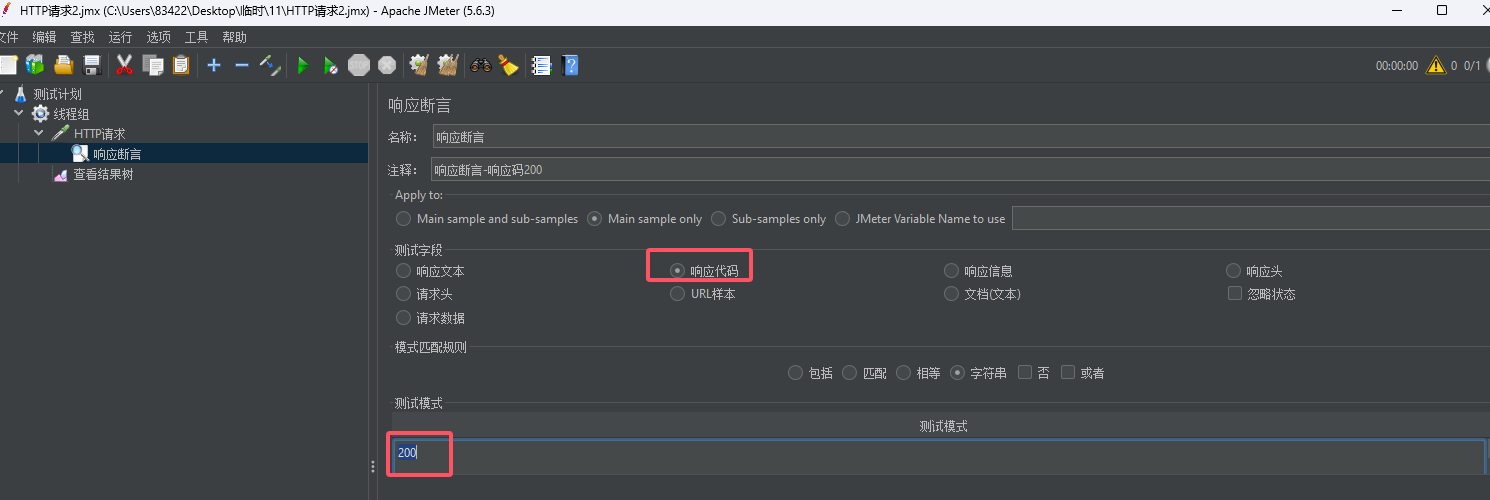 HTTP请求2.jmx (C:\Users\83422\Desktop\临时\11\HTTP请求2.jmx) - Apache JMeter (5.6.3)
文件 编辑 查找 运行 选项 工具 帮助
STOP 00:00:00 0 0/1
测试计划
线程组
HTTP请求
响应断言
查看结果树
响应断言
名称： 响应断言
注释： 响应断言-响应码200
Apply to:
Main sample and sub-samples Main sample only Sub-samples only JMeter Variable Name to use
测试字段
响应文本 响应代码 响应信息 响应头
请求头 URL样本 文档(文本) 忽略状态
请求数据
模式匹配规则
包括 匹配 相等 字符串 否 或者
测试模式
测试模式
200